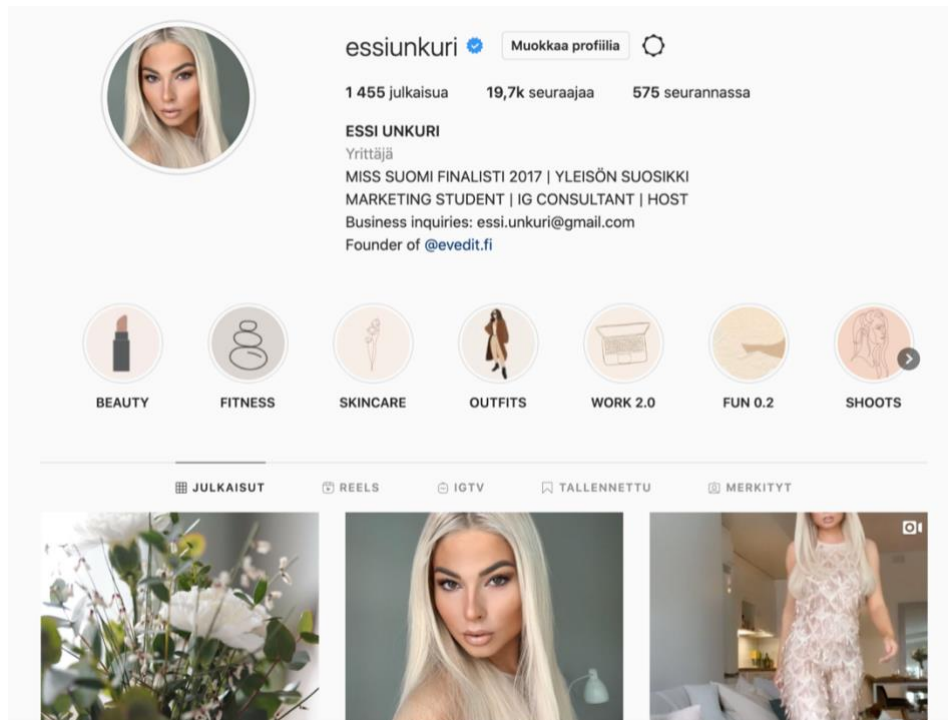 essiunkuri Muokkaa profiilia
1 455 julkaisua 19,7k seuraajaa 575 seurannassa
ESSI UNKURI
Yrittäjä
MISS SUOMI FINALISTI 2017 | YLEISÖN SUOSIKKI
MARKETING STUDENT | IG CONSULTANT | HOST
Business inquiries: essi.unkuri@gmail.com
Founder of @evedit.fi
BEAUTY FITNESS SKINCARE OUTFITS WORK 2.0 FUN 0.2 SHOOTS
JULKAISUT REELS IGTV TALLENNETTU MERKITYT